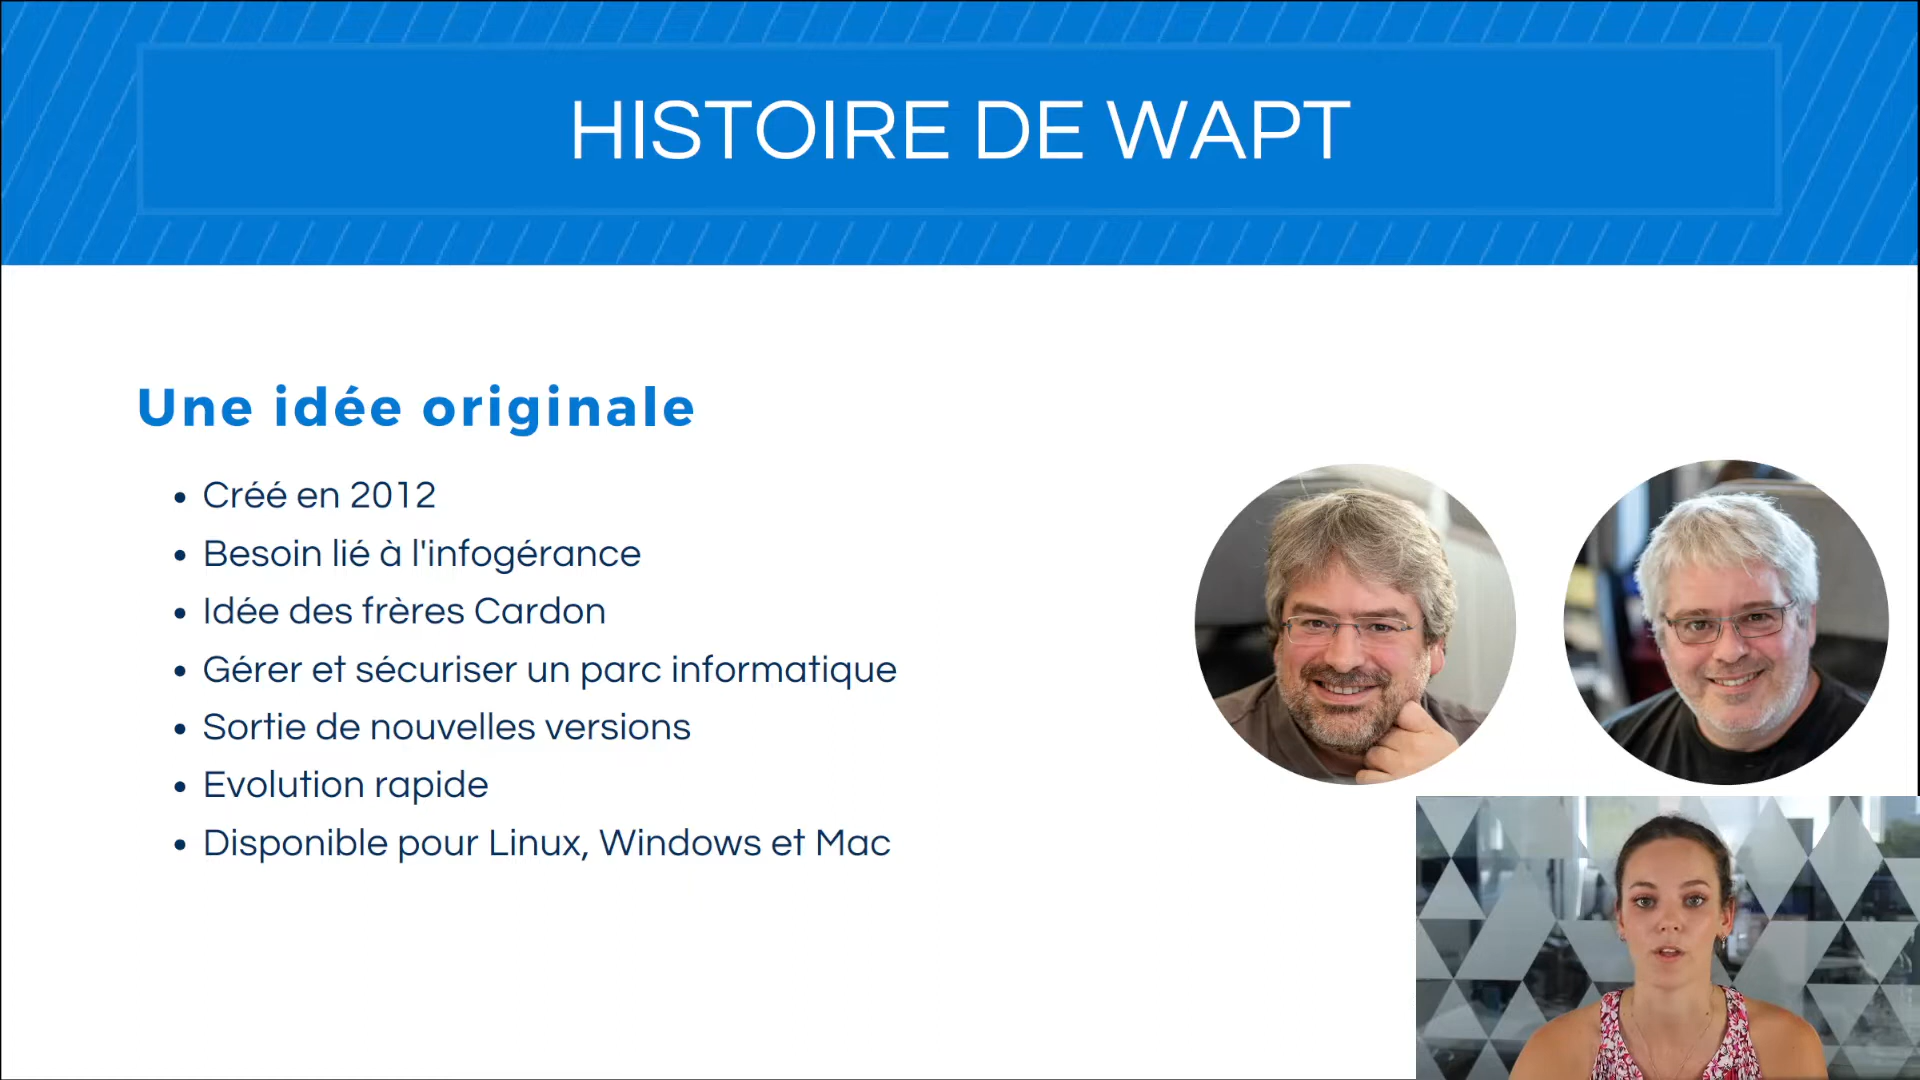 HISTOIRE DE WAPT
Une idée originale
• Créé en 2012
• Besoin lié à l'infogérance
• Idée des frères Cardon
• Gérer et sécuriser un parc informatique
• Sortie de nouvelles versions
• Evolution rapide
• Disponible pour Linux, Windows et Mac